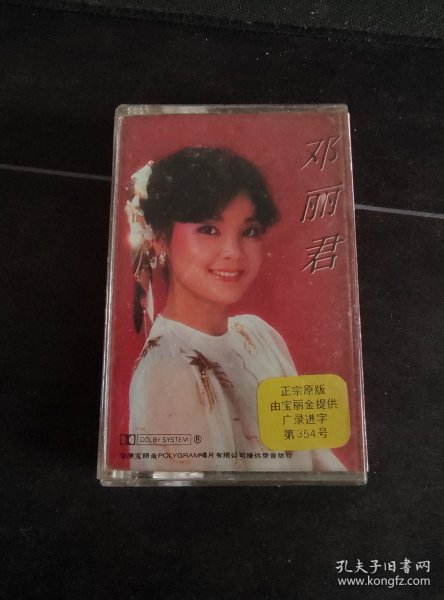 邓丽君
正宗原版
由宝丽金提供
广录进字
第354号
DOLBY SYSTEM ®
宝丽金POLYGRAM唱片有限公司提供录音版权
孔夫子旧书网
www.kongfz.com